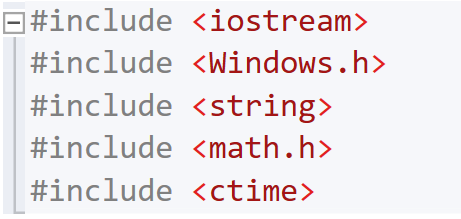 #include <iostream>
#include <Windows.h>
#include <string>
#include <math.h>
#include <ctime>